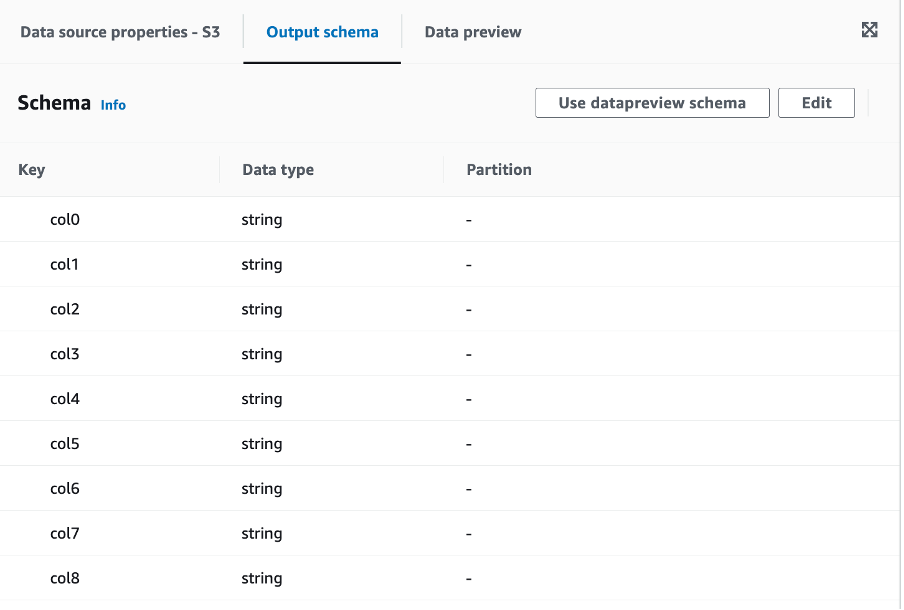 Data source properties - S3 Output schema Data preview
Schema Info Use datapreview schema Edit
Key Data type Partition
col0 string -
col1 string -
col2 string -
col3 string -
col4 string -
col5 string -
col6 string -
col7 string -
col8 string -